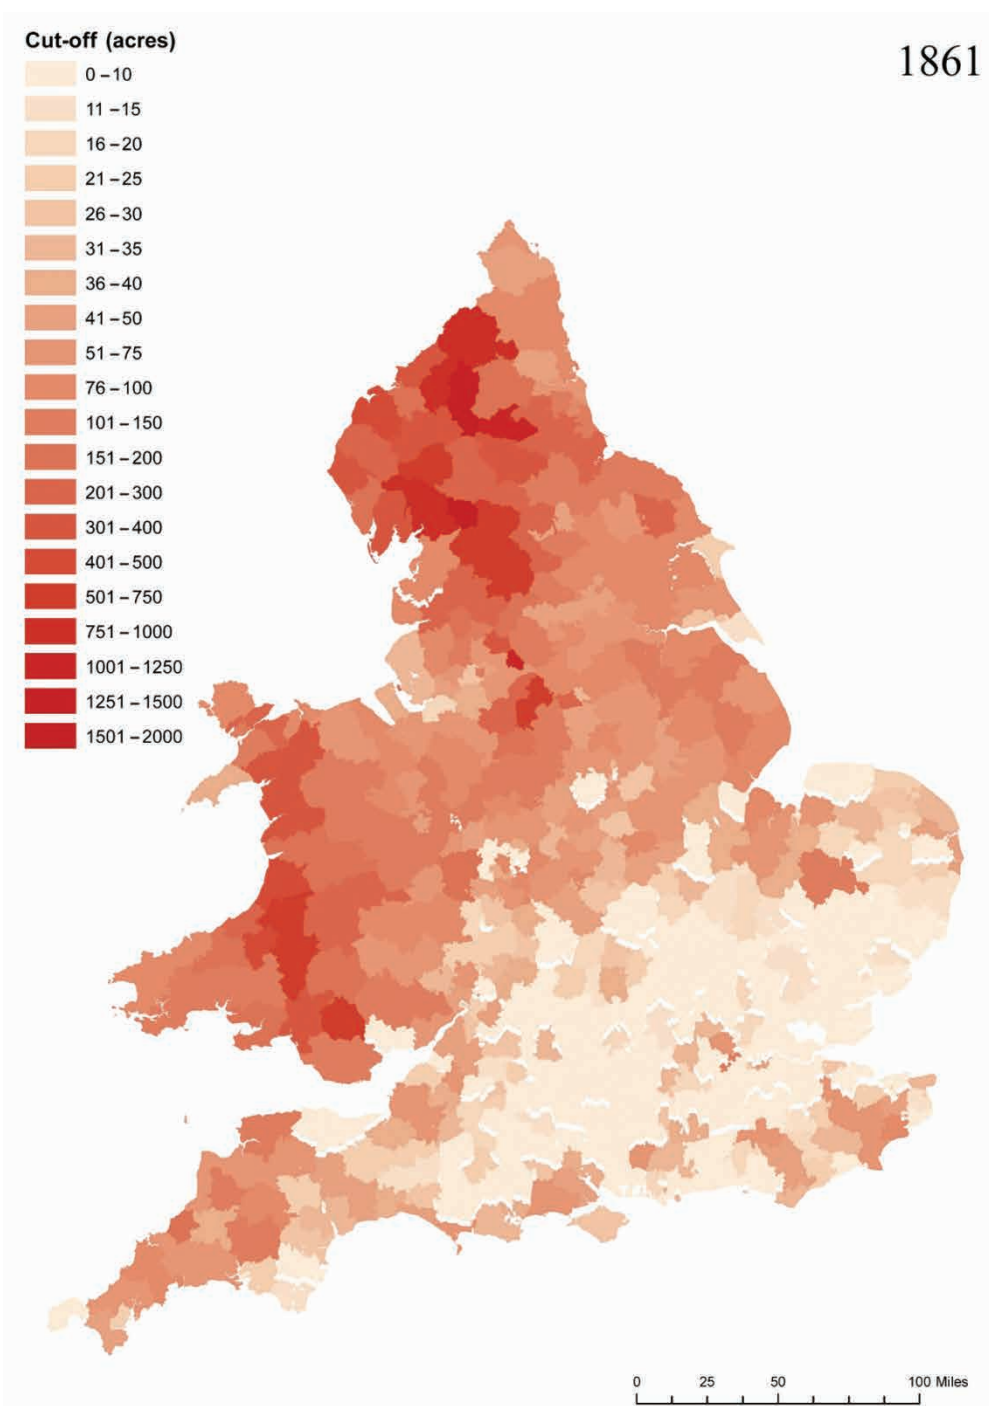 Cut-off (acres)
1861
0 – 10
11 – 15
16 – 20
21 – 25
26 – 30
31 – 35
36 – 40
41 – 50
51 – 75
76 – 100
101 – 150
151 – 200
201 – 300
301 – 400
401 – 500
501 – 750
751 – 1000
1001 – 1250
1251 – 1500
1501 – 2000
0 25 50 100 Miles